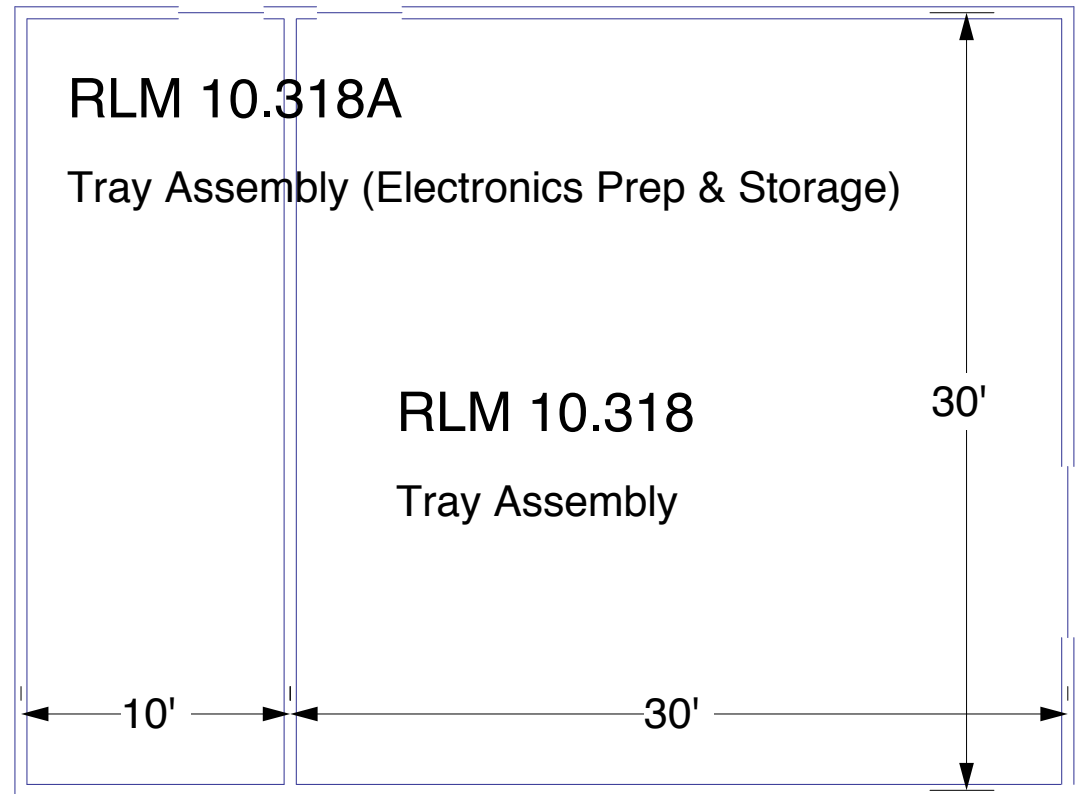 RLM 10.318A
Tray Assembly (Electronics Prep & Storage)
RLM 10.318
30'
Tray Assembly
10'
30'